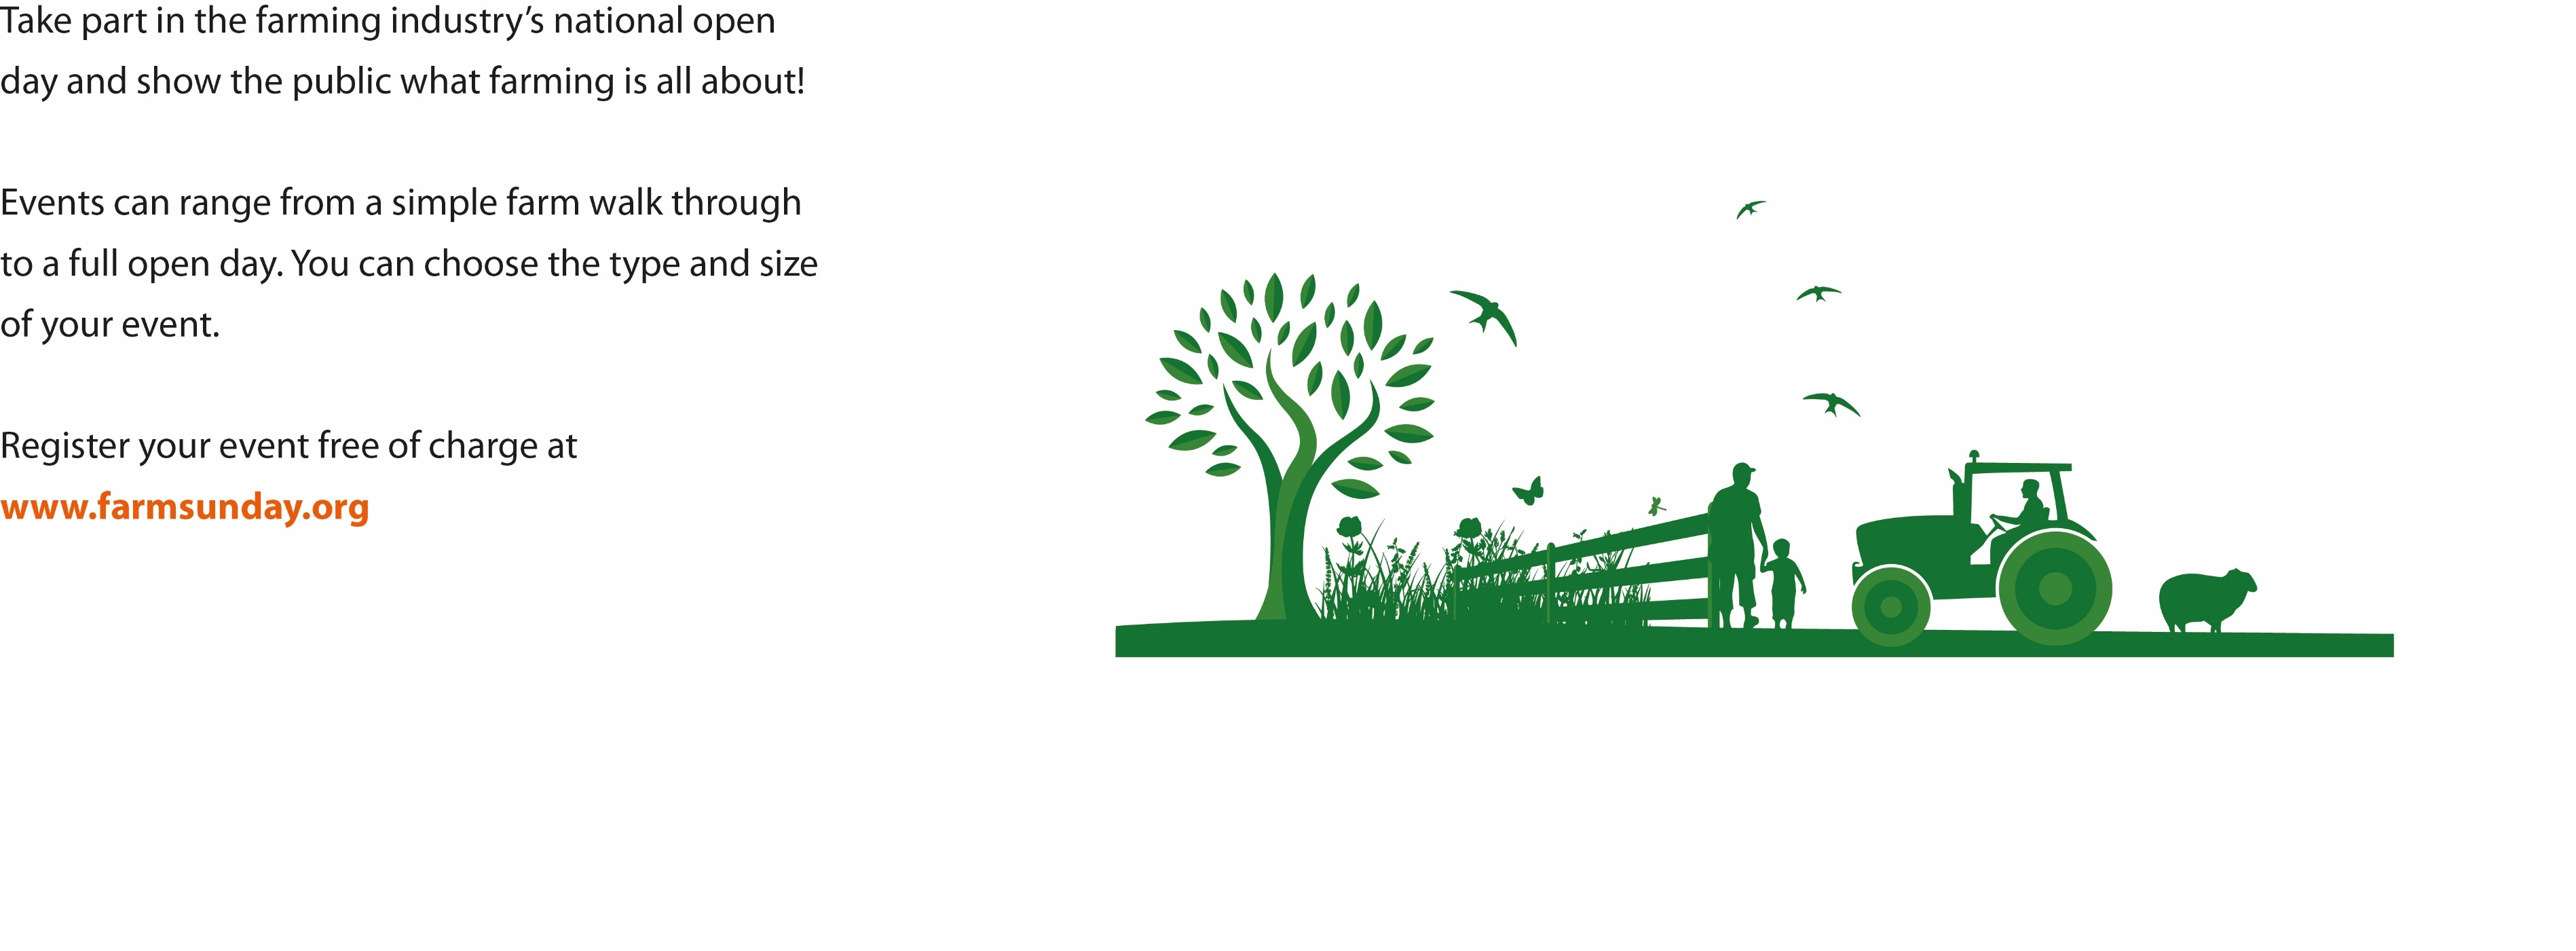 Take part in the farming industry’s national open
day and show the public what farming is all about!
Events can range from a simple farm walk through
to a full open day. You can choose the type and size
of your event.
Register your event free of charge at
www.farmsunday.org